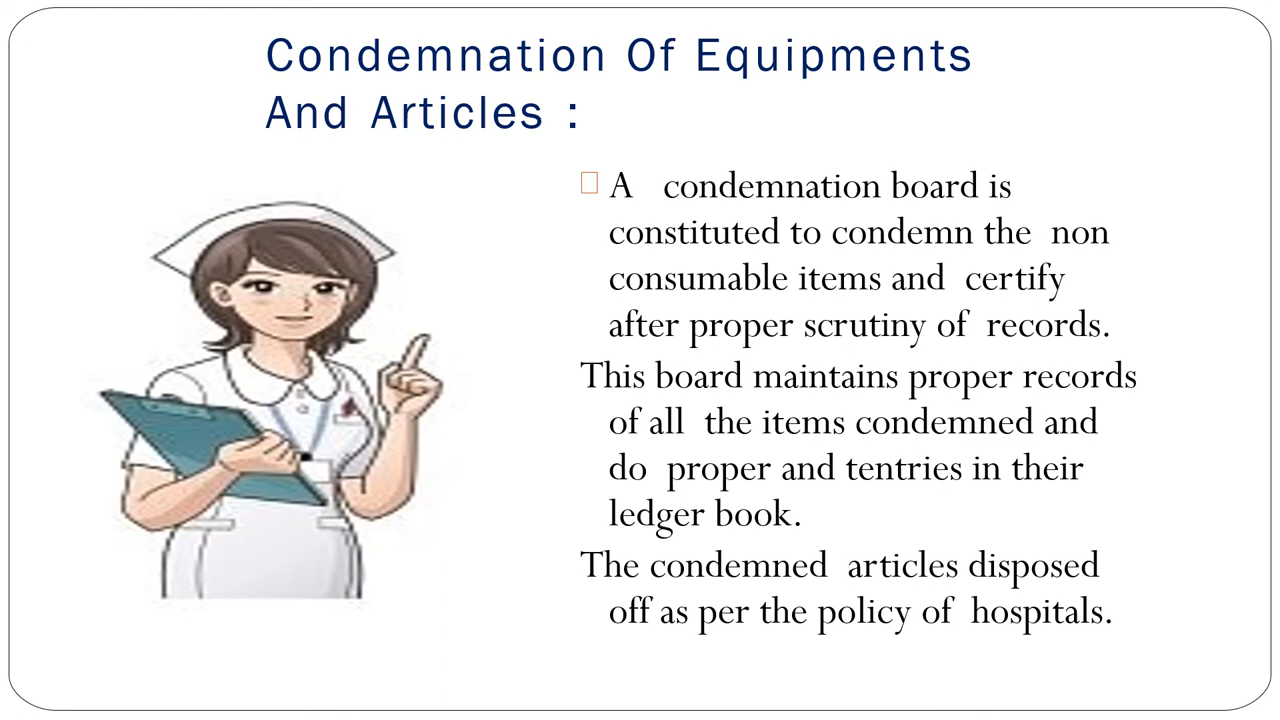 Condemnation Of Equipments
And Articles :
A condemnation board is
constituted to condemn the non
consumable items and certify
after proper scrutiny of records.
This board maintains proper records
of all the items condemned and
do proper and tentries in their
ledger book.
The condemned articles disposed
off as per the policy of hospitals.